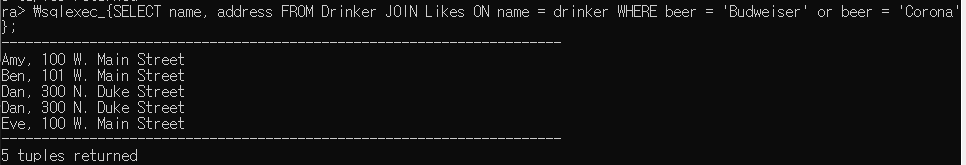 ra> ₩sqlexec_{SELECT name, address FROM Drinker JOIN Likes ON name = drinker WHERE beer = 'Budweiser' or beer = 'Corona'
};
----------------------------------------------------------------------
Amy, 100 W. Main Street
Ben, 101 W. Main Street
Dan, 300 N. Duke Street
Dan, 300 N. Duke Street
Eve, 100 W. Main Street
----------------------------------------------------------------------
5 tuples returned